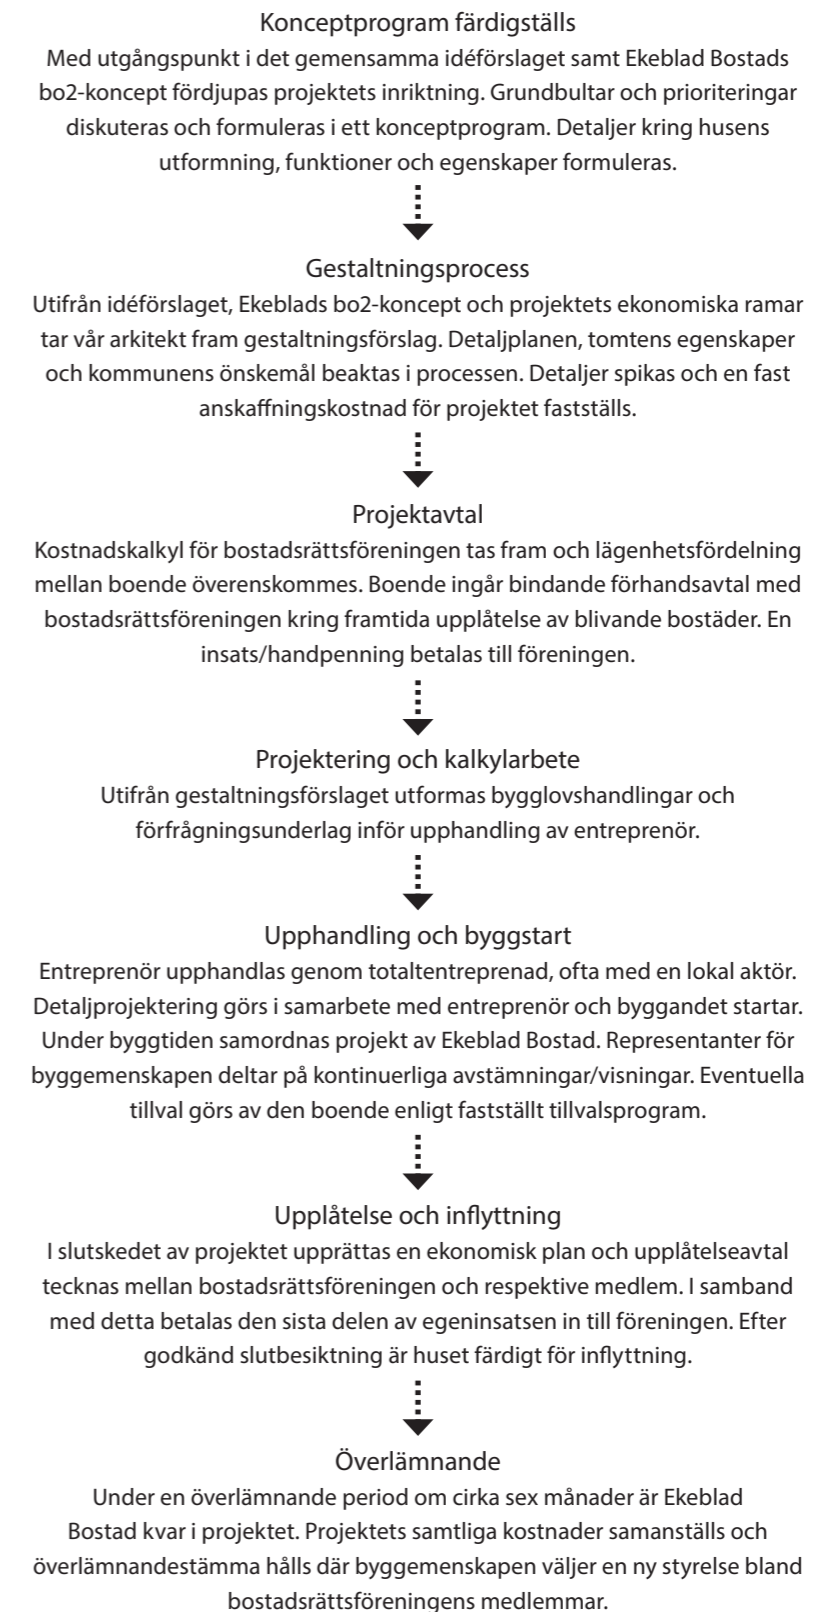 Konceptprogram färdigställs
Med utgångspunkt i det gemensamma idéförslaget samt Ekeblad Bostads
bo2-koncept fördjupas projektets inriktning. Grundbultar och prioriteringar
diskuteras och formuleras i ett konceptprogram. Detaljer kring husens
utformning, funktioner och egenskaper formuleras.
Gestaltningsprocess
Utifrån idéförslaget, Ekeblads bo2-koncept och projektets ekonomiska ramar
tar vår arkitekt fram gestaltningsförslag. Detaljplanen, tomtens egenskaper
och kommunens önskemål beaktas i processen. Detaljer spikas och en fast
anskaffningskostnad för projektet fastställs.
Projektavtal
Kostnadskalkyl för bostadsrättsföreningen tas fram och lägenhetsfördelning
mellan boende överenskommes. Boende ingår bindande förhandsavtal med
bostadsrättsföreningen kring framtida upplåtelse av blivande bostäder. En
insats/handpenning betalas till föreningen.
Projektering och kalkylarbete
Utifrån gestaltningsförslaget utformas bygglovshandlingar och
förfrågningsunderlag inför upphandling av entreprenör.
Upphandling och byggstart
Entreprenör upphandlas genom totaltentreprenad, ofta med en lokal aktör.
Detaljprojektering görs i samarbete med entreprenör och byggandet startar.
Under byggtiden samordnas projekt av Ekeblad Bostad. Representanter för
byggemenskapen deltar på kontinuerliga avstämningar/visningar. Eventuella
tillval görs av den boende enligt fastställt tillvalsprogram.
Upplåtelse och inflyttning
I slutskedet av projektet upprättas en ekonomisk plan och upplåtelseavtal
tecknas mellan bostadsrättsföreningen och respektive medlem. I samband
med detta betalas den sista delen av egeninsatsen in till föreningen. Efter
godkänd slutbesiktning är huset färdigt för inflyttning.
Överlämnande
Under en överlämnande period om cirka sex månader är Ekeblad
Bostad kvar i projektet. Projektets samtliga kostnader samanställs och
överlämnandestämma hålls där byggemenskapen väljer en ny styrelse bland
bostadsrättsföreningens medlemmar.